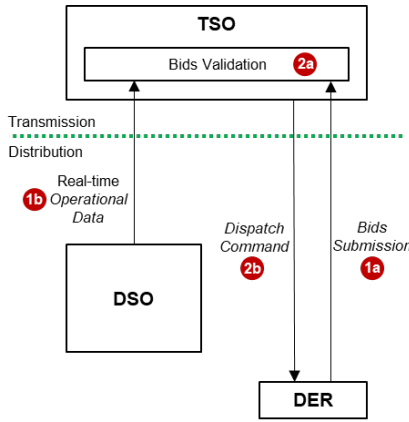 TSO
Bids Validation 2a
Transmission
Distribution
1b Real-time
Operational
Data
Dispatch
Command
2b
Bids
Submission
1a
DSO
DER